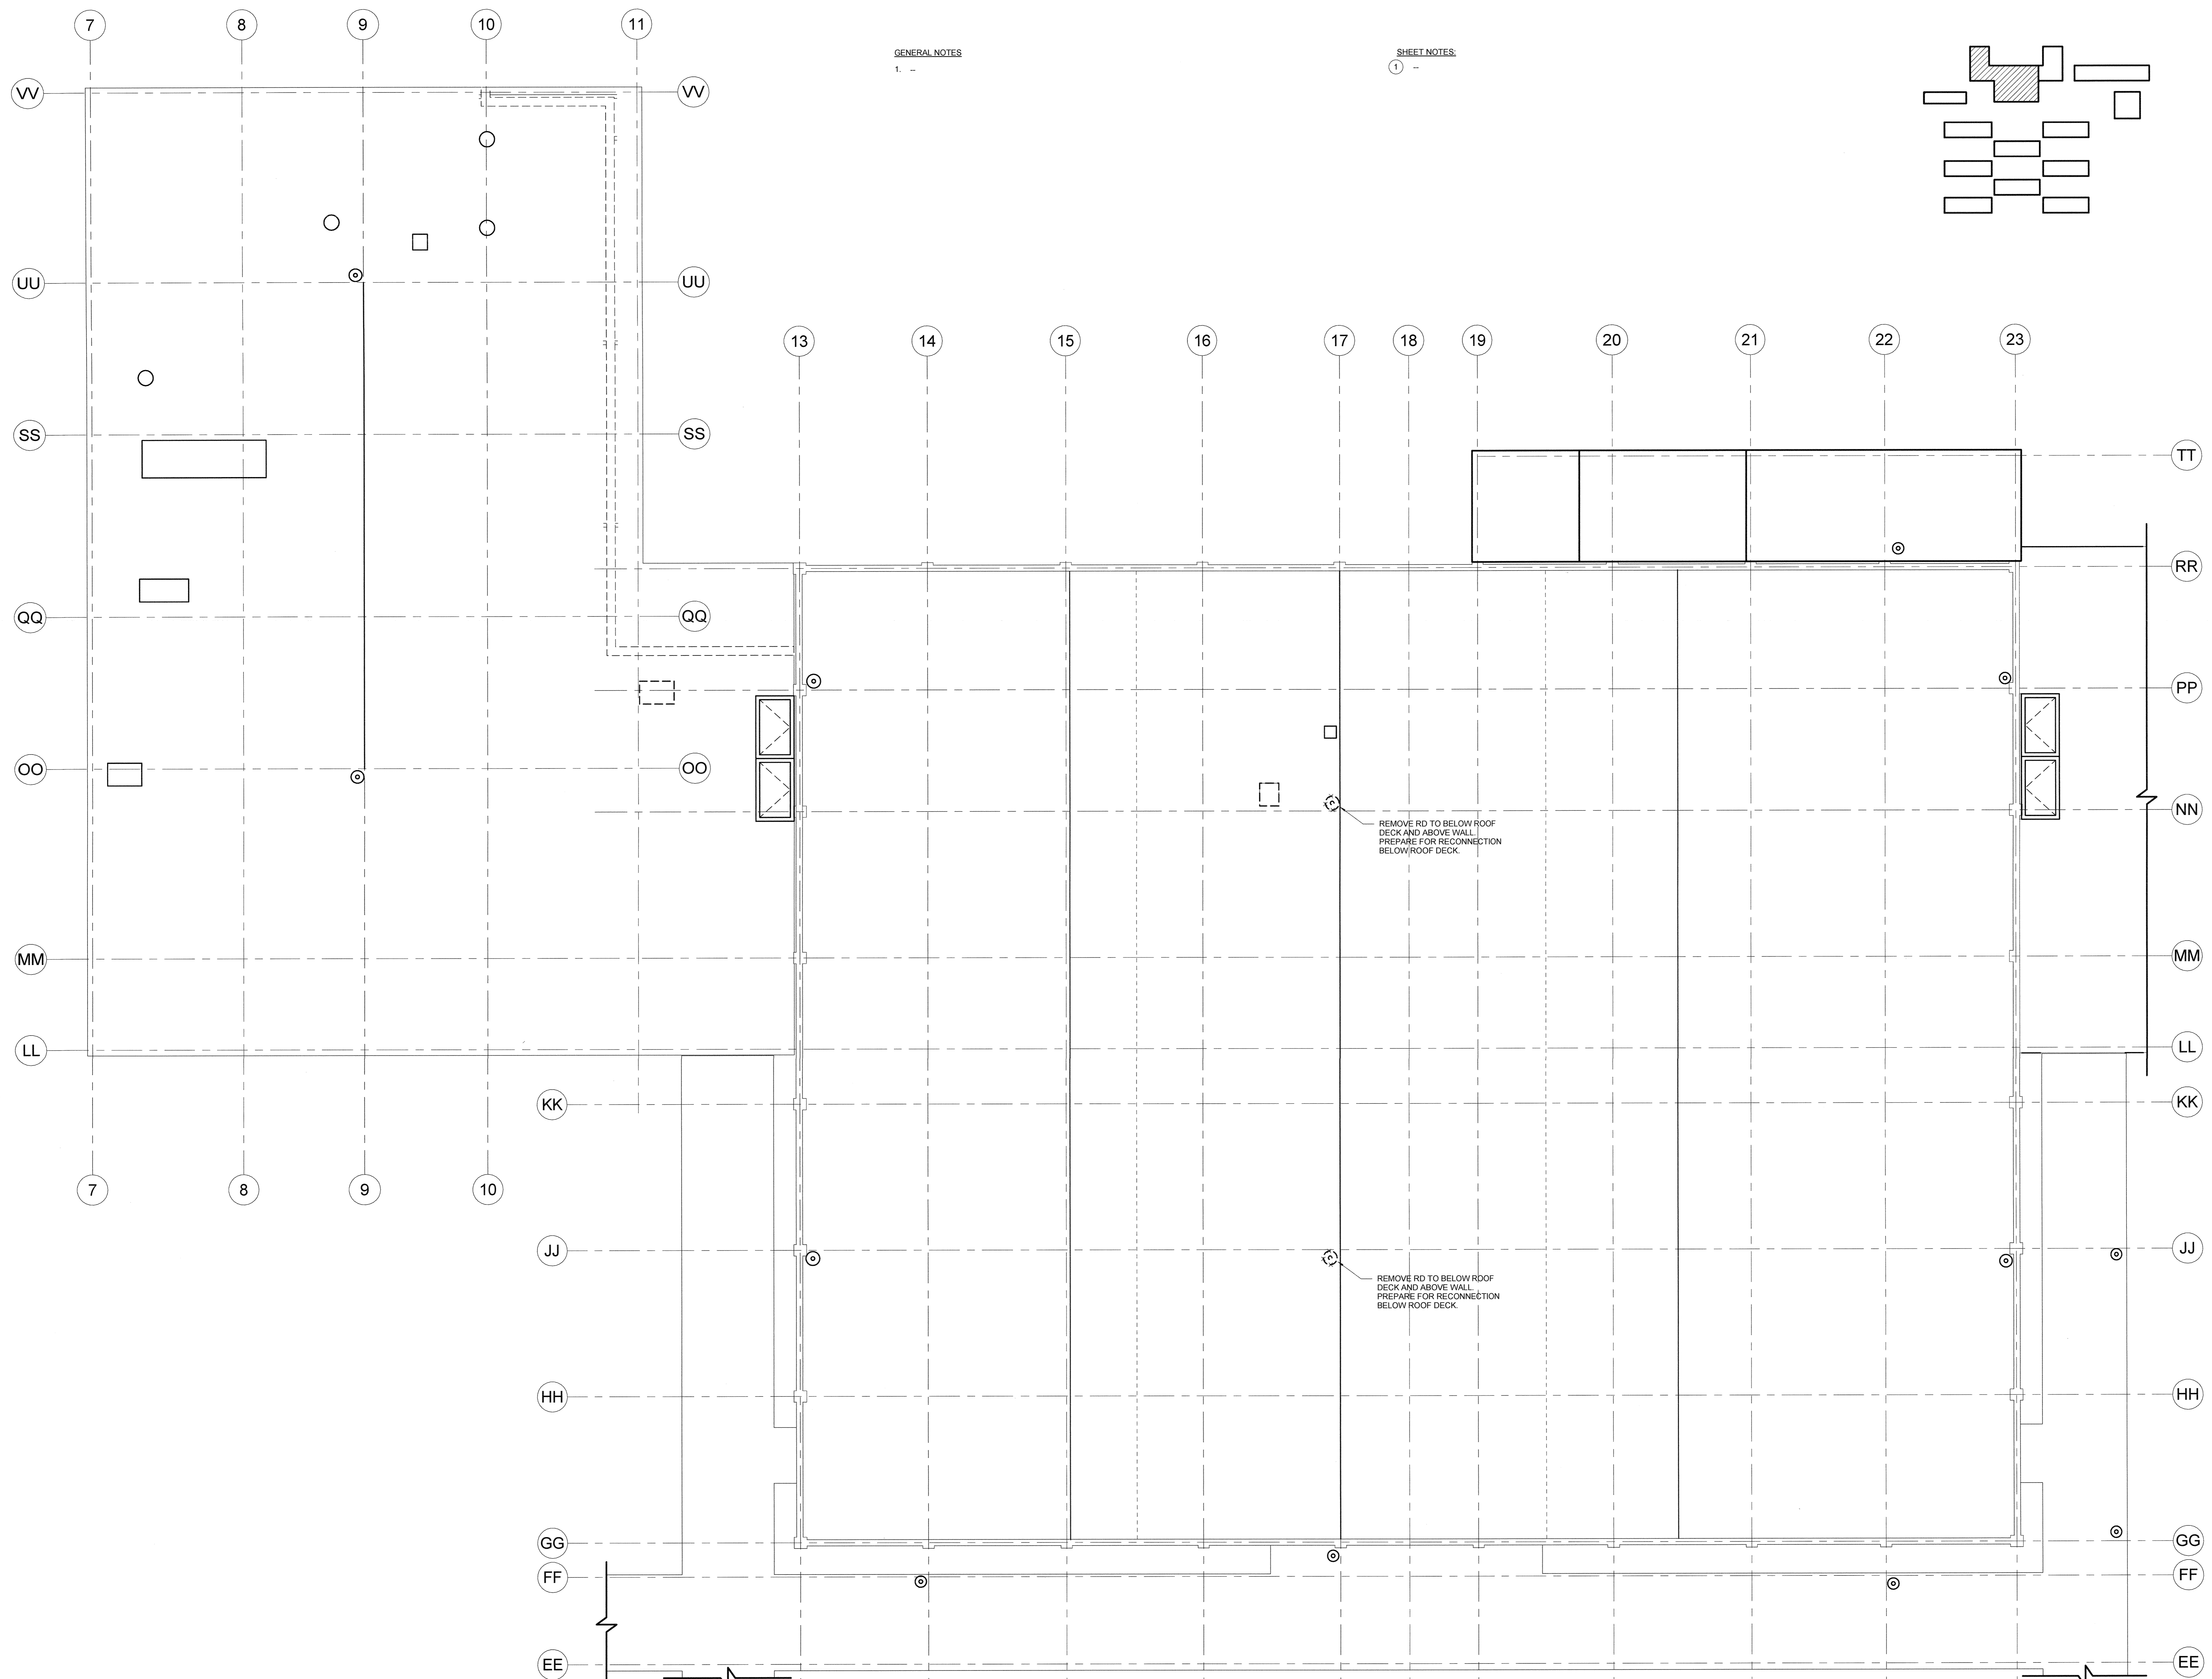 7 8 9 10 11
GENERAL NOTES
1. --
SHEET NOTES:
1 --
VV VV
UU UU
13 14 15 16 17 18 19 20 21 22 23
SS SS
TT
RR
QQ QQ
PP
OO OO
NN
REMOVE RD TO BELOW ROOF
DECK AND ABOVE WALL.
PREPARE FOR RECONNECTION
BELOW ROOF DECK.
MM MM
LL LL
KK KK
7 8 9 10
JJ JJ
REMOVE RD TO BELOW ROOF
DECK AND ABOVE WALL.
PREPARE FOR RECONNECTION
BELOW ROOF DECK.
HH HH
GG GG
FF FF
EE EE